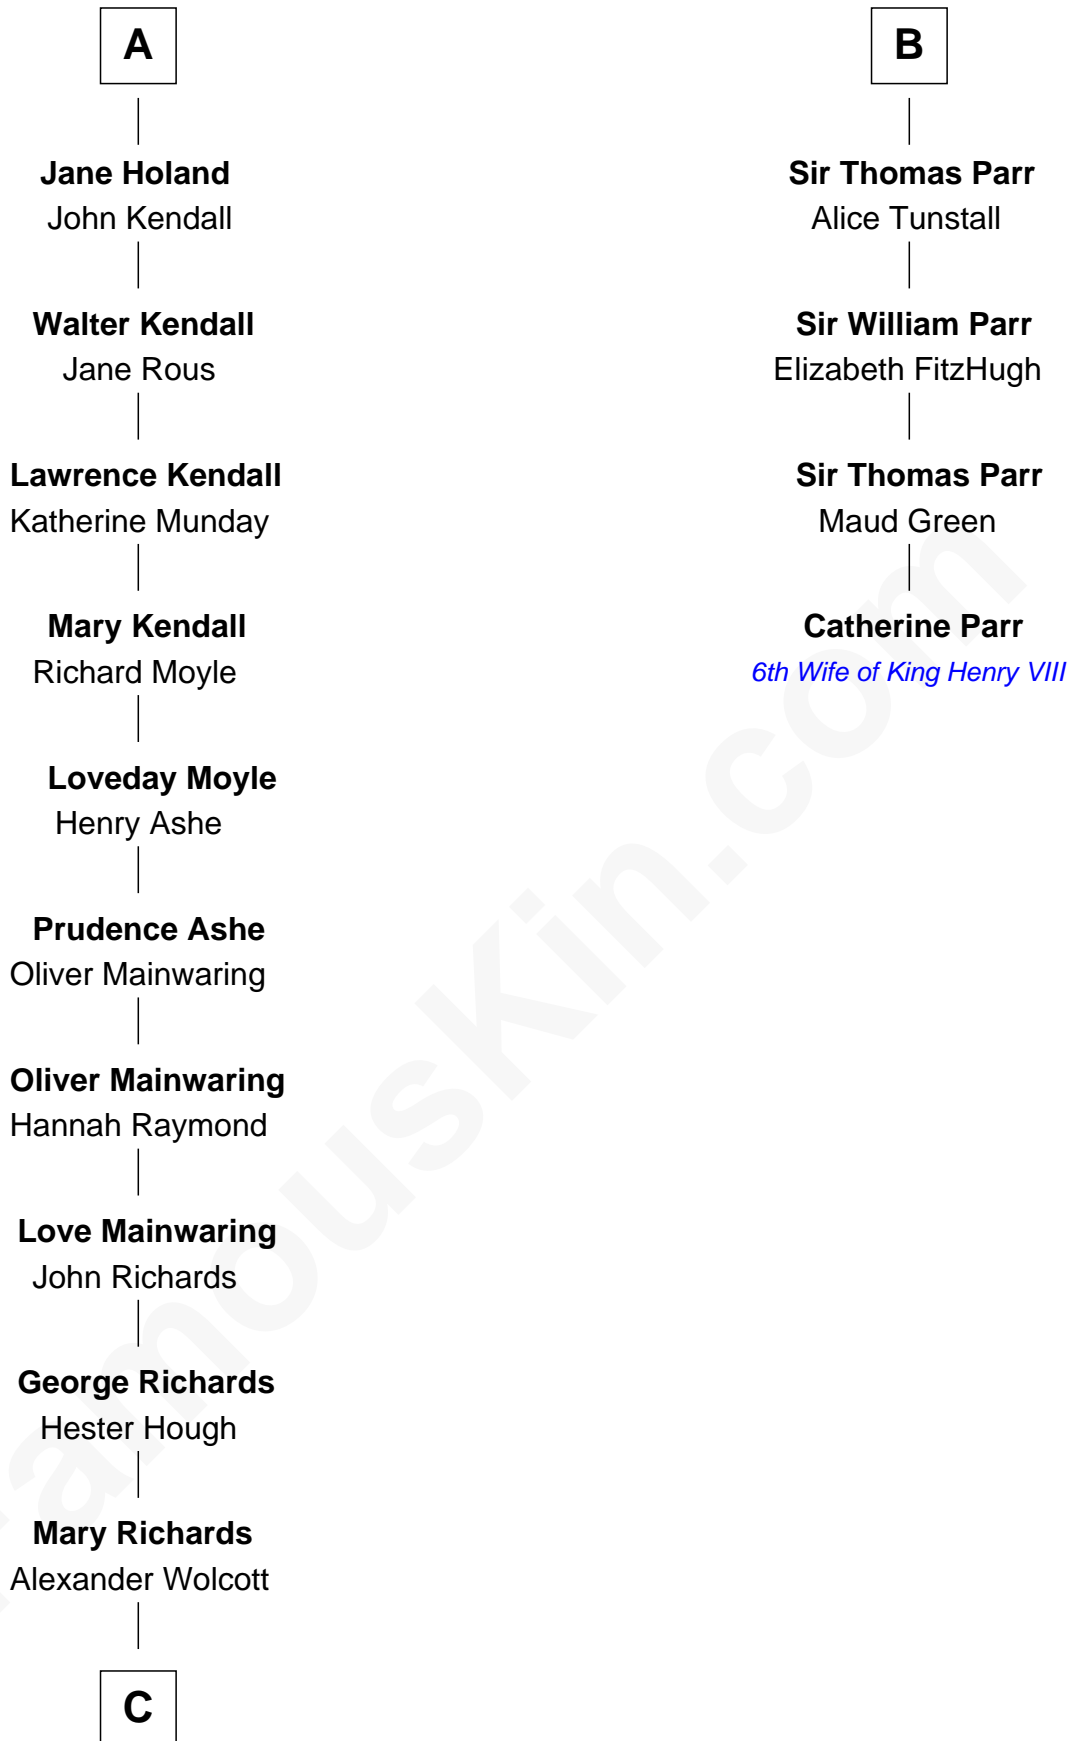 A
Jane Holand
John Kendall
Walter Kendall
Jane Rous
Lawrence Kendall
Katherine Munday
Mary Kendall
Richard Moyle
Loveday Moyle
Henry Ashe
Prudence Ashe
Oliver Mainwaring
Oliver Mainwaring
Hannah Raymond
Love Mainwaring
John Richards
George Richards
Hester Hough
Mary Richards
Alexander Wolcott
C
B
Sir Thomas Parr
Alice Tunstall
Sir William Parr
Elizabeth FitzHugh
Sir Thomas Parr
Maud Green
Catherine Parr
6th Wife of King Henry VIII
FamousKin.com